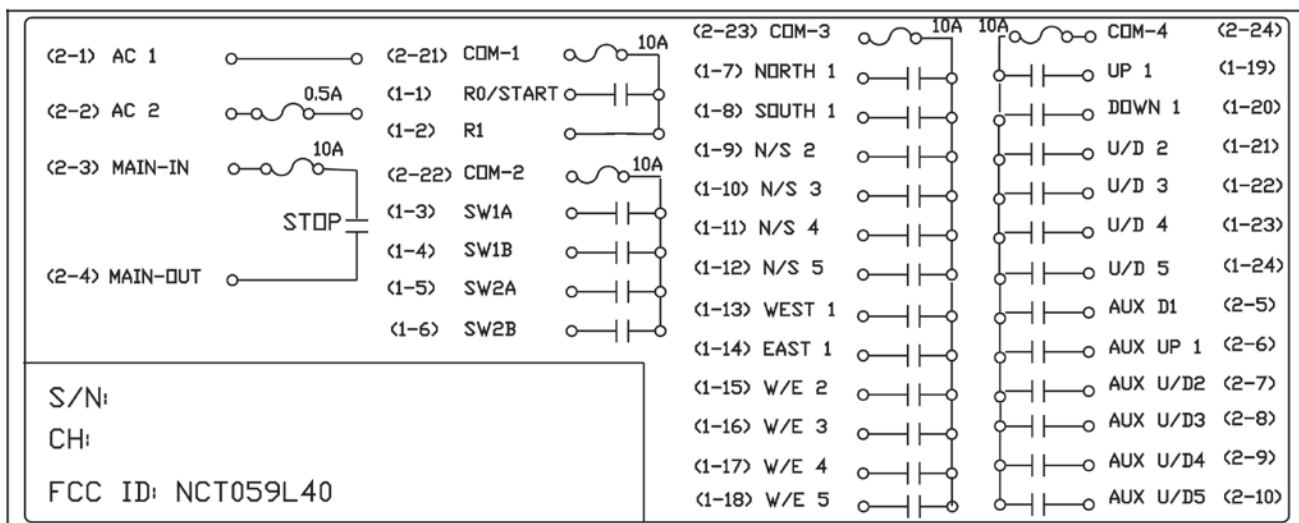 (2-1) AC 1
(2-2) AC 2 0.5A
(2-3) MAIN-IN 10A
STOP
(2-4) MAIN-OUT
(2-21) COM-1 10A
(1-1) R0/START
(1-2) R1
(2-22) COM-2 10A
(1-3) SW1A
(1-4) SW1B
(1-5) SW2A
(1-6) SW2B
(2-23) COM-3 10A
(1-7) NORTH 1
(1-8) SOUTH 1
(1-9) N/S 2
(1-10) N/S 3
(1-11) N/S 4
(1-12) N/S 5
(1-13) WEST 1
(1-14) EAST 1
(1-15) W/E 2
(1-16) W/E 3
(1-17) W/E 4
(1-18) W/E 5
10A COM-4 (2-24)
UP 1 (1-19)
DOWN 1 (1-20)
U/D 2 (1-21)
U/D 3 (1-22)
U/D 4 (1-23)
U/D 5 (1-24)
AUX D1 (2-5)
AUX UP 1 (2-6)
AUX U/D2 (2-7)
AUX U/D3 (2-8)
AUX U/D4 (2-9)
AUX U/D5 (2-10)
S/N:
CH:
FCC ID: NCT059L40